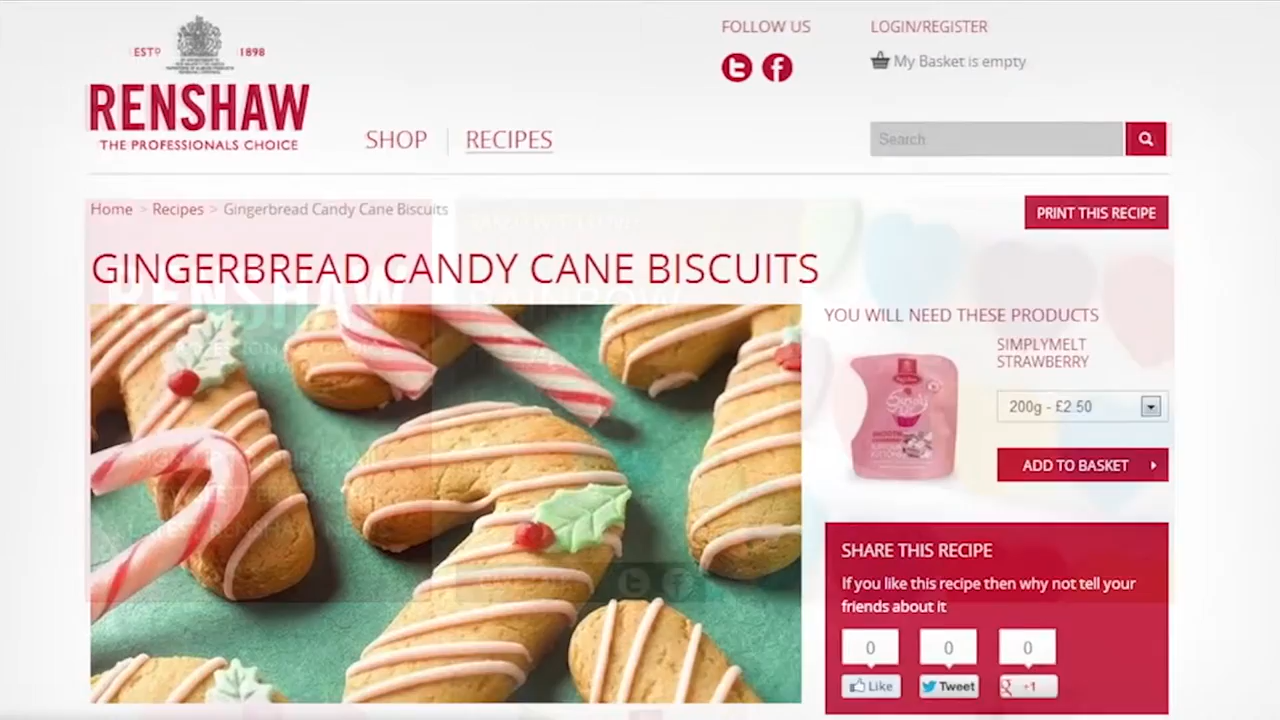 FOLLOW US
LOGIN/REGISTER
ESTD 1898
My Basket is empty
RENSHAW
THE PROFESSIONALS CHOICE
SHOP
RECIPES
Search
Home > Recipes > Gingerbread Candy Cane Biscuits
PRINT THIS RECIPE
GINGERBREAD CANDY CANE BISCUITS
RENSHAW
YOU WILL NEED THESE PRODUCTS
SIMPLYMELT
STRAWBERRY
200g - £2.50
ADD TO BASKET
SHARE THIS RECIPE
If you like this recipe then why not tell your
friends about it
0 0 0
Like
Tweet
+1